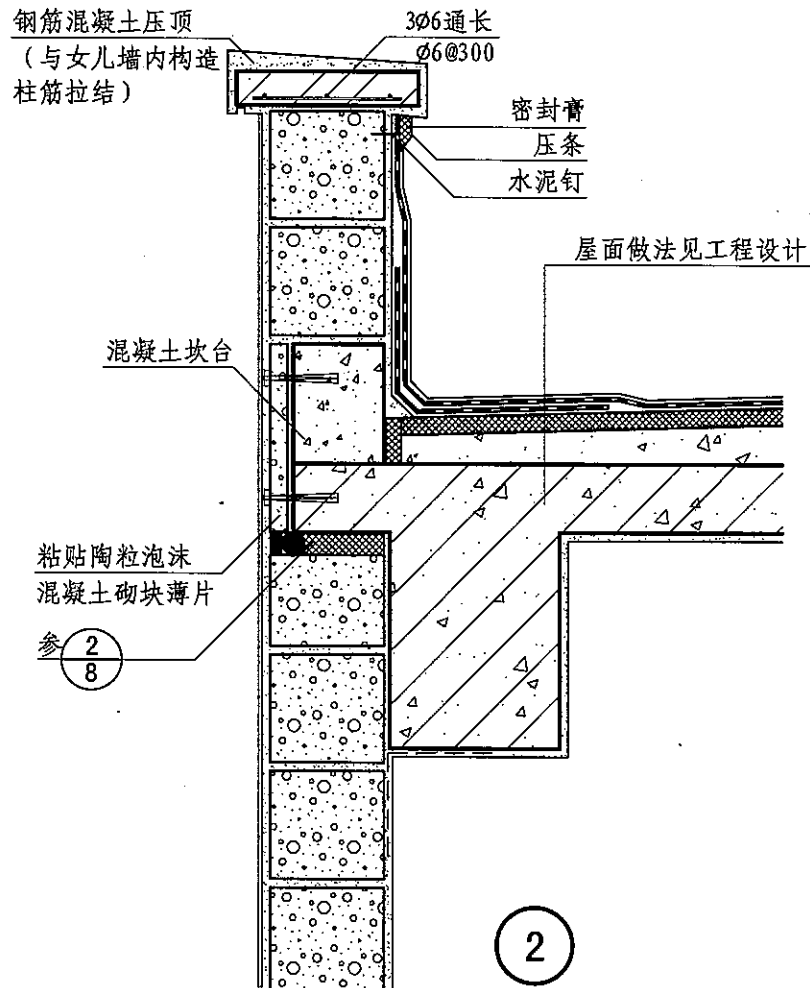 钢筋混凝土压顶
(与女儿墙内构造
柱筋拉结)
3Ø6通长
Ø6@300
密封膏
压条
水泥钉
屋面做法见工程设计
混凝土坎台
粘贴陶粒泡沫
混凝土砌块薄片
参 2
8
2